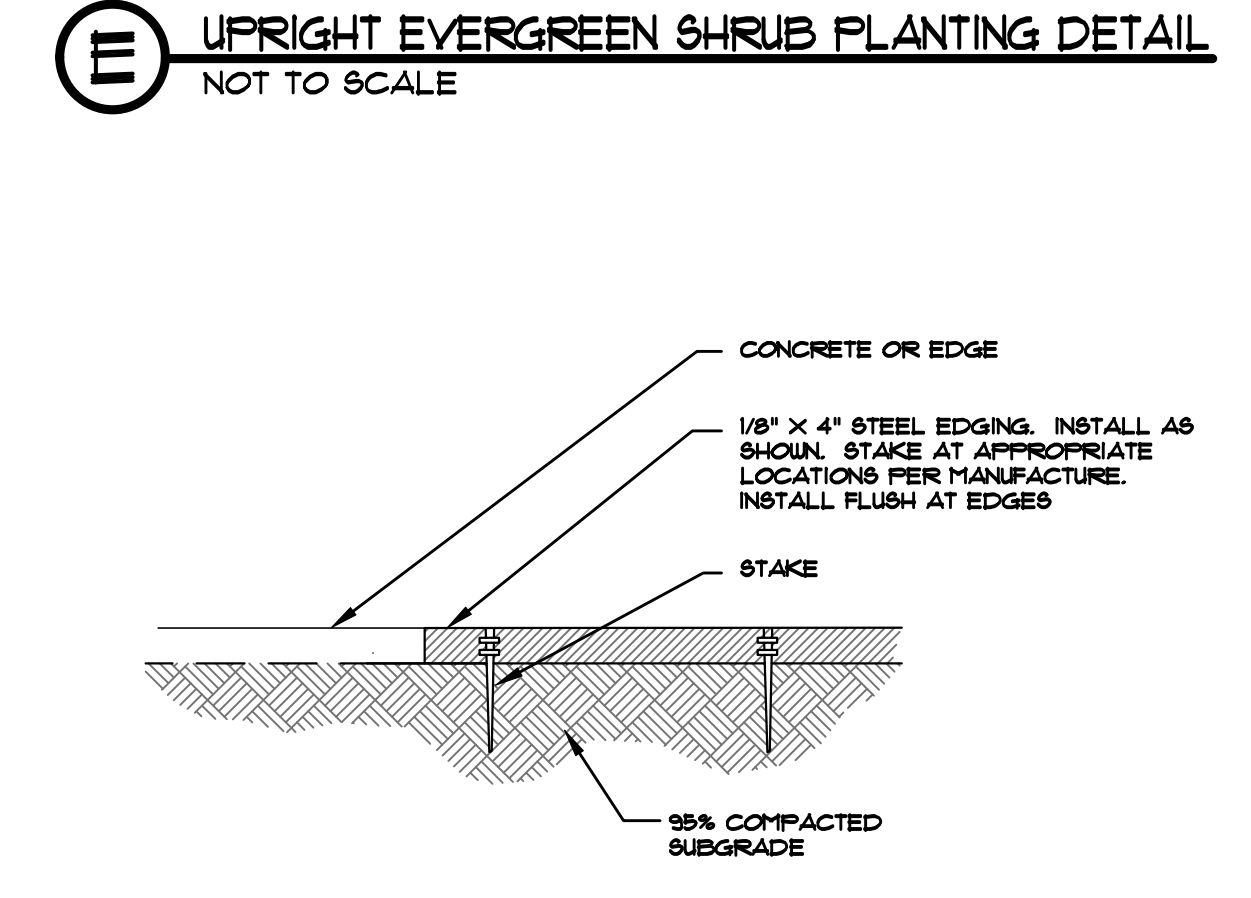 E
UPRIGHT EVERGREEN SHRUB PLANTING DETAIL
NOT TO SCALE
CONCRETE OR EDGE
1/8" X 4" STEEL EDGING. INSTALL AS
SHOWN. STAKE AT APPROPRIATE
LOCATIONS PER MANUFACTURE.
INSTALL FLUSH AT EDGES
STAKE
95% COMPACTED
SUBGRADE